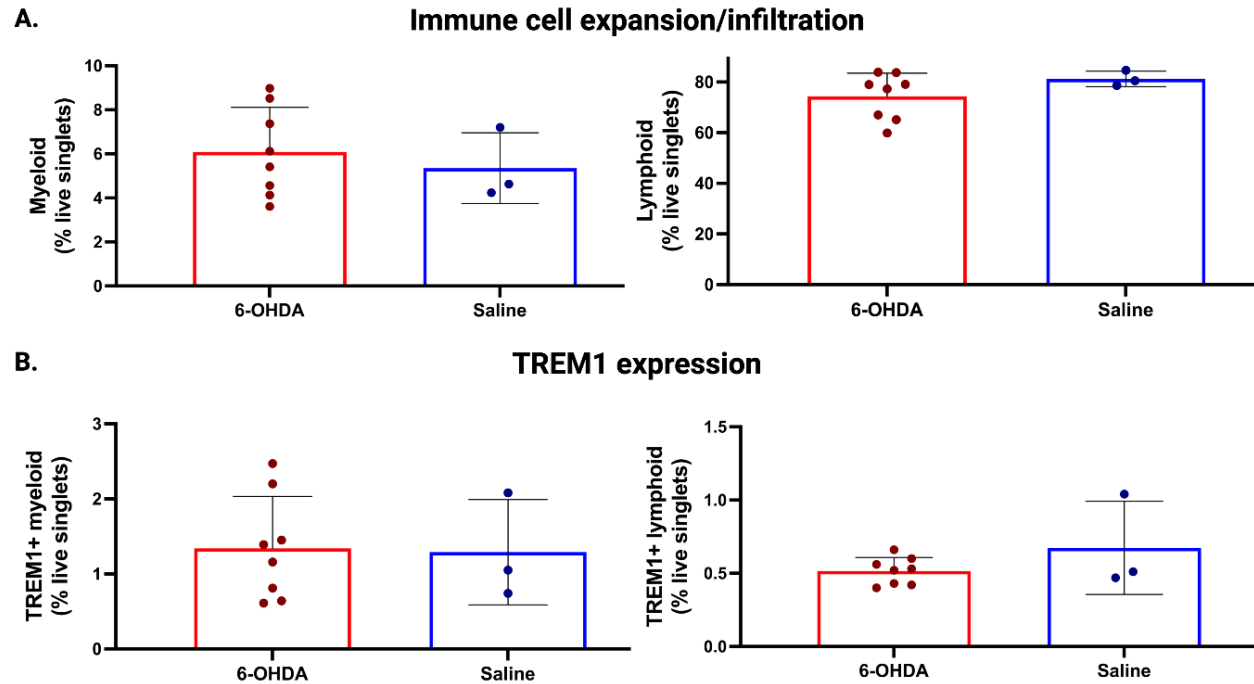 A.
Immune cell expansion/infiltration
Myeloid
(% live singlets)
10
8
6
4
2
0
6-OHDA
Saline
Lymphoid
(% live singlets)
80
60
40
20
0
6-OHDA
Saline
B.
TREM1 expression
TREM1+ myeloid
(% live singlets)
3
2
1
0
6-OHDA
Saline
TREM1+ lymphoid
(% live singlets)
1.5
1.0
0.5
0.0
6-OHDA
Saline